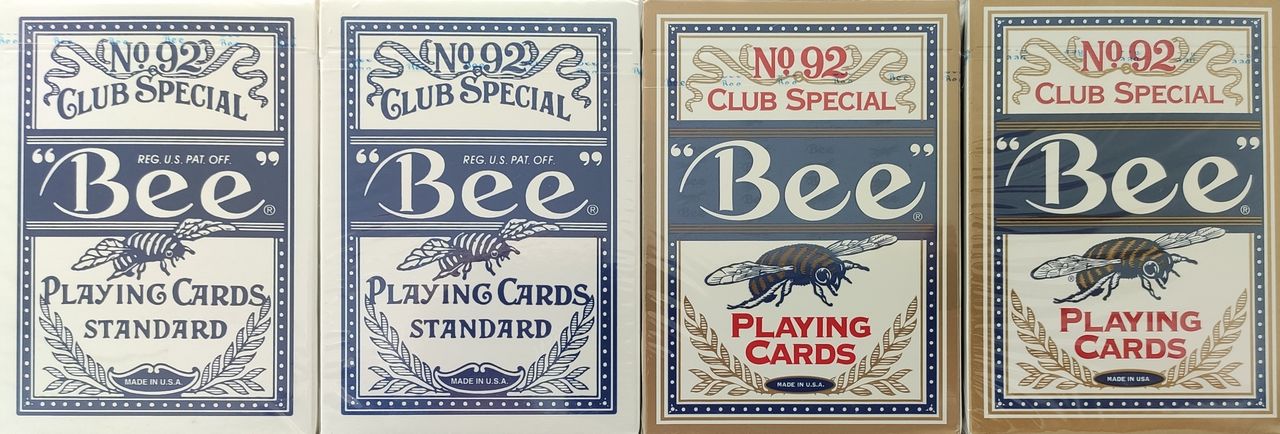 No. 92
CLUB SPECIAL
REG. U.S. PAT. OFF.
“Bee”®
PLAYING CARDS
STANDARD
MADE IN U.S.A.
No. 92
CLUB SPECIAL
REG. U.S. PAT. OFF.
“Bee”®
PLAYING CARDS
STANDARD
MADE IN U.S.A.
No. 92
CLUB SPECIAL
“Bee”®
PLAYING
CARDS
MADE IN U.S.A.
No. 92
CLUB SPECIAL
“Bee”®
®
PLAYING
CARDS
MADE IN USA